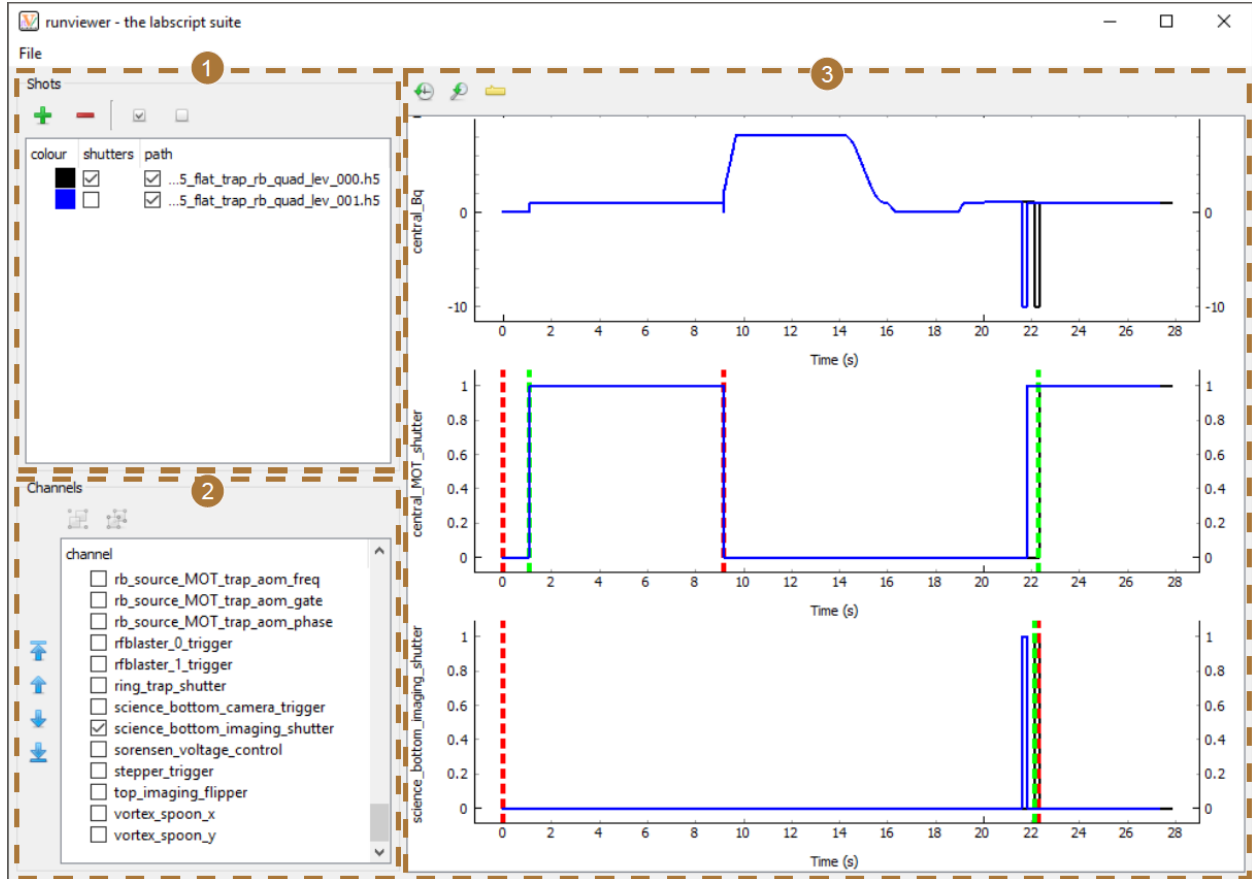 runviewer - the labscript suite
File
1
Shots
colour shutters path
...5_flat_trap_rb_quad_lev_000.h5
...5_flat_trap_rb_quad_lev_001.h5
2
Channels
channel
rb_source_MOT_trap_aom_freq
rb_source_MOT_trap_aom_gate
rb_source_MOT_trap_aom_phase
rfblaster_0_trigger
rfblaster_1_trigger
ring_trap_shutter
science_bottom_camera_trigger
science_bottom_imaging_shutter
sorensen_voltage_control
stepper_trigger
top_imaging_flipper
vortex_spoon_x
vortex_spoon_y
3
central_Bq
0 0
-10 -10
0 2 4 6 8 10 12 14 16 18 20 22 24 26 28
Time (s)
central_MOT_shutter
1 1
0.8 0.8
0.6 0.6
0.4 0.4
0.2 0.2
0 0
0 2 4 6 8 10 12 14 16 18 20 22 24 26 28
Time (s)
science_bottom_imaging_shutter
1 1
0.8 0.8
0.6 0.6
0.4 0.4
0.2 0.2
0 0
0 2 4 6 8 10 12 14 16 18 20 22 24 26 28
Time (s)